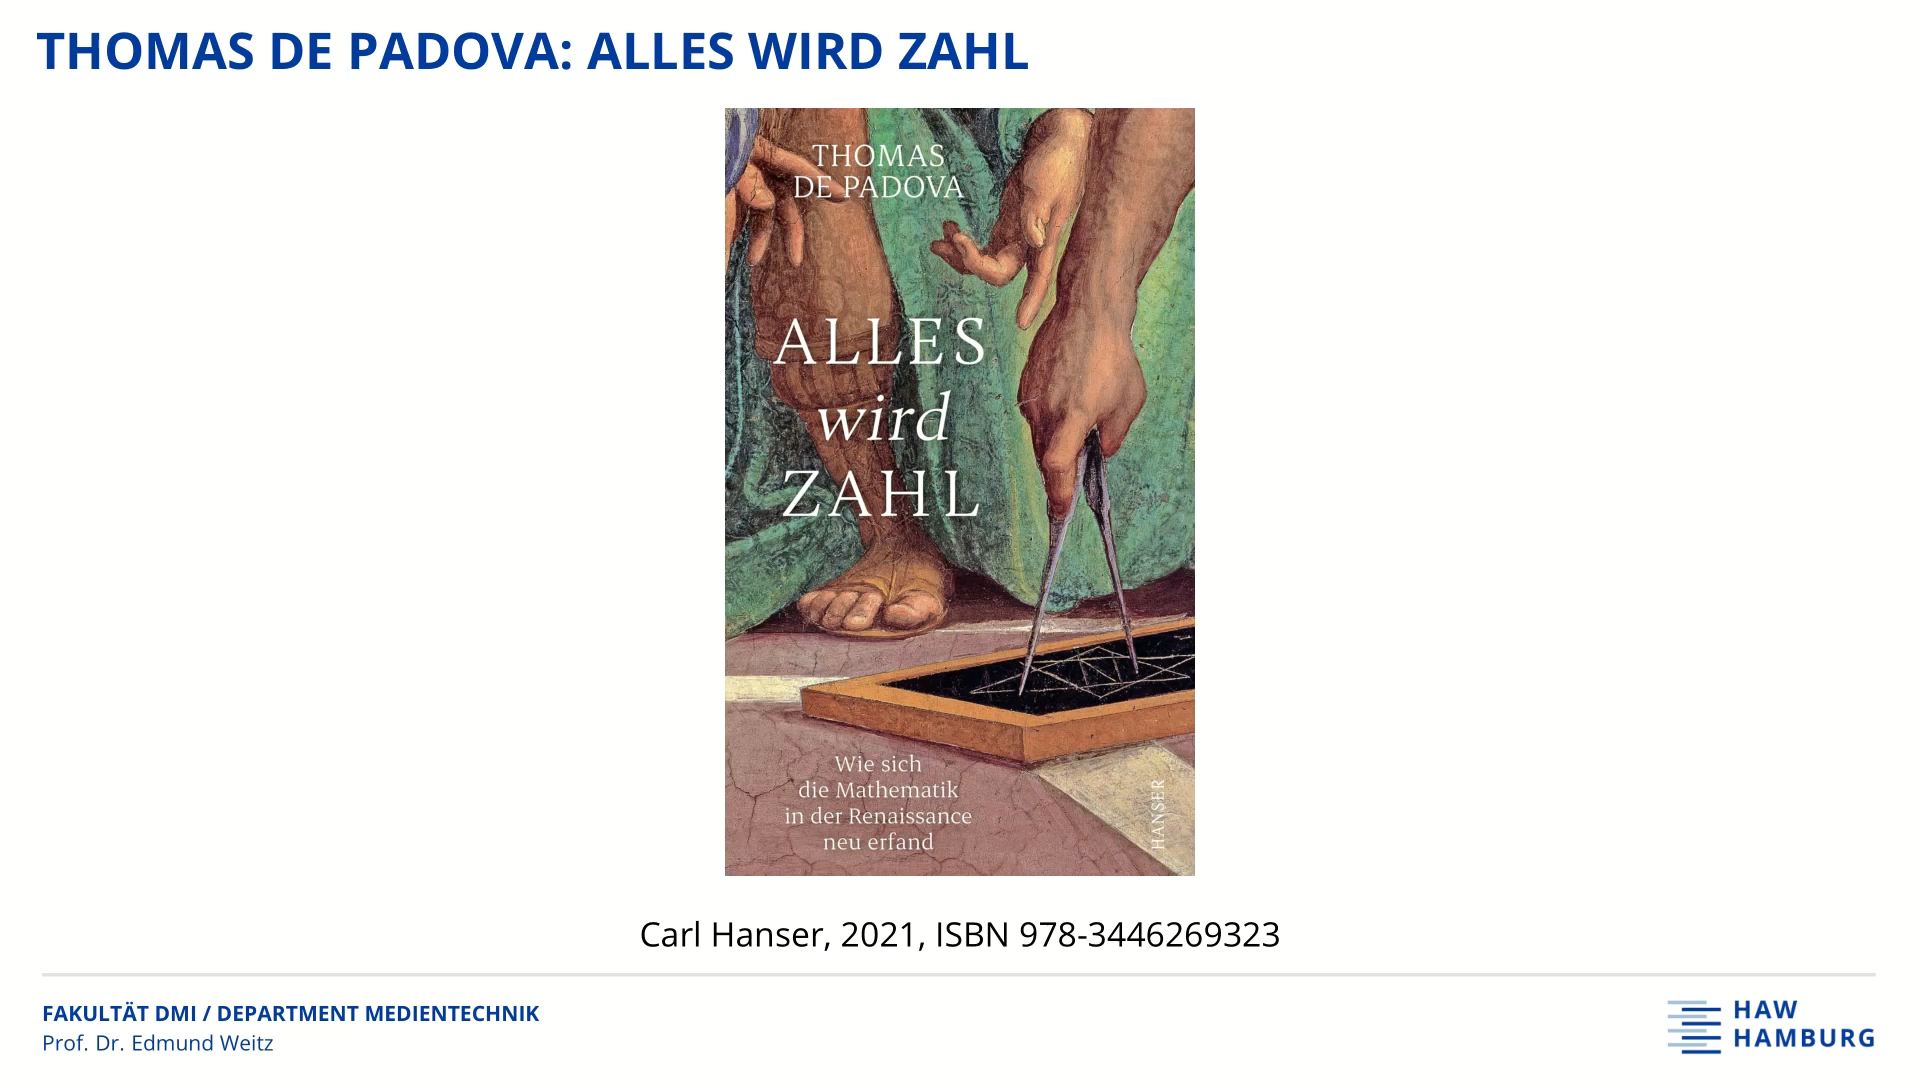 THOMAS DE PADOVA: ALLES WIRD ZAHL
THOMAS
DE PADOVA
ALLES
wird
ZAHL
Wie sich
die Mathematik
in der Renaissance
neu erfand
HANSER
Carl Hanser, 2021, ISBN 978-3446269323
FAKULTÄT DMI / DEPARTMENT MEDIENTECHNIK
Prof. Dr. Edmund Weitz
HAW
HAMBURG